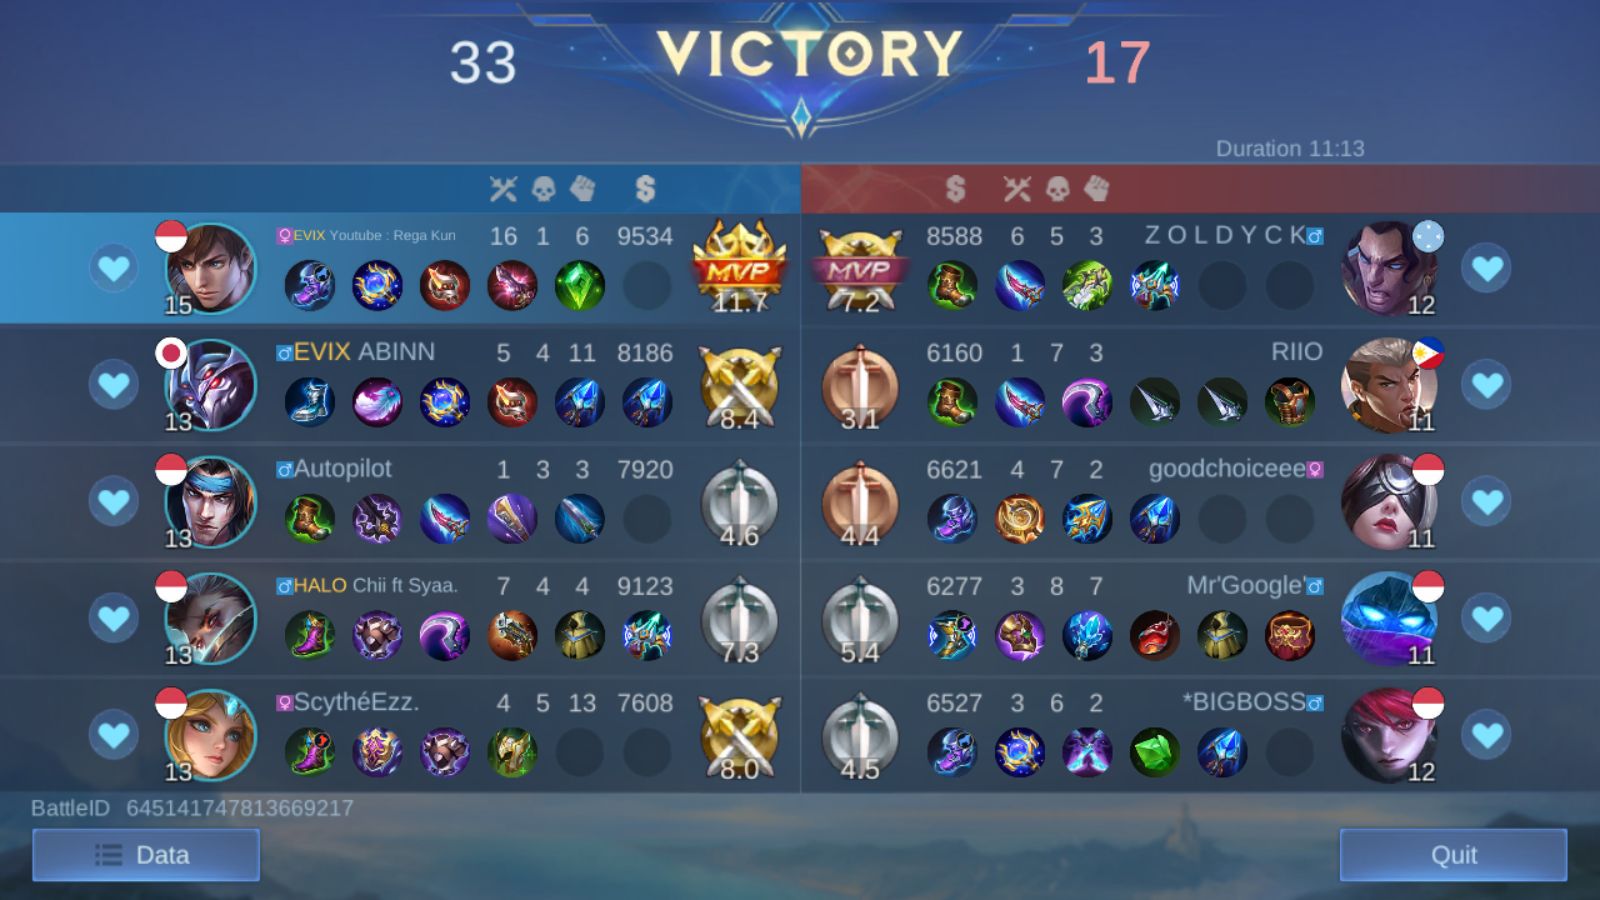 33 VICTORY 17
Duration 11:13
EVIX Youtube : Rega Kun 16 1 6 9534 MVP 11.7 15
MVP 7.2 8588 6 5 3 Z O L D Y C K 12
EVIX ABINN 5 4 11 8186 8.4 13
3.1 6160 1 7 3 RIIO 11
Autopilot 1 3 3 7920 4.6 13
4.4 6621 4 7 2 goodchoiceee 11
HALO Chii ft Syaa. 7 4 4 9123 7.3 13
5.4 6277 3 8 7 Mr'Google' 11
ScythéEzz. 4 5 13 7608 8.0 13
4.5 6527 3 6 2 *BIGBOSS 12
BattleID 645141747813669217
Data
Quit